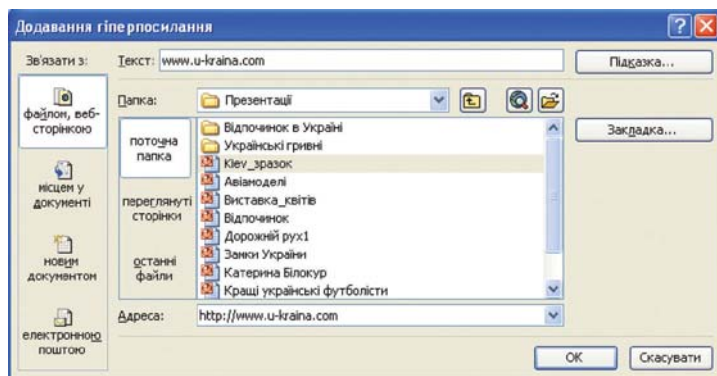 Додавання гіперпосилання
Зв'язати з:
Текст: www.u-kraina.com
Підказка...
файлом, веб-
сторінкою
Папка: Презентації
Закладка...
місцем у
документі
новим
документом
електронною
поштою
поточна
папка
переглянуті
сторінки
останні
файли
Відпочинок в Україні
Українські гривні
Kiev_зразок
Авіамоделі
Виставка_квітів
Відпочинок
Дорожній рух1
Замки України
Катерина Білокур
Кращі українські футболісти
Адреса: http://www.u-kraina.com
ОК
Скасувати